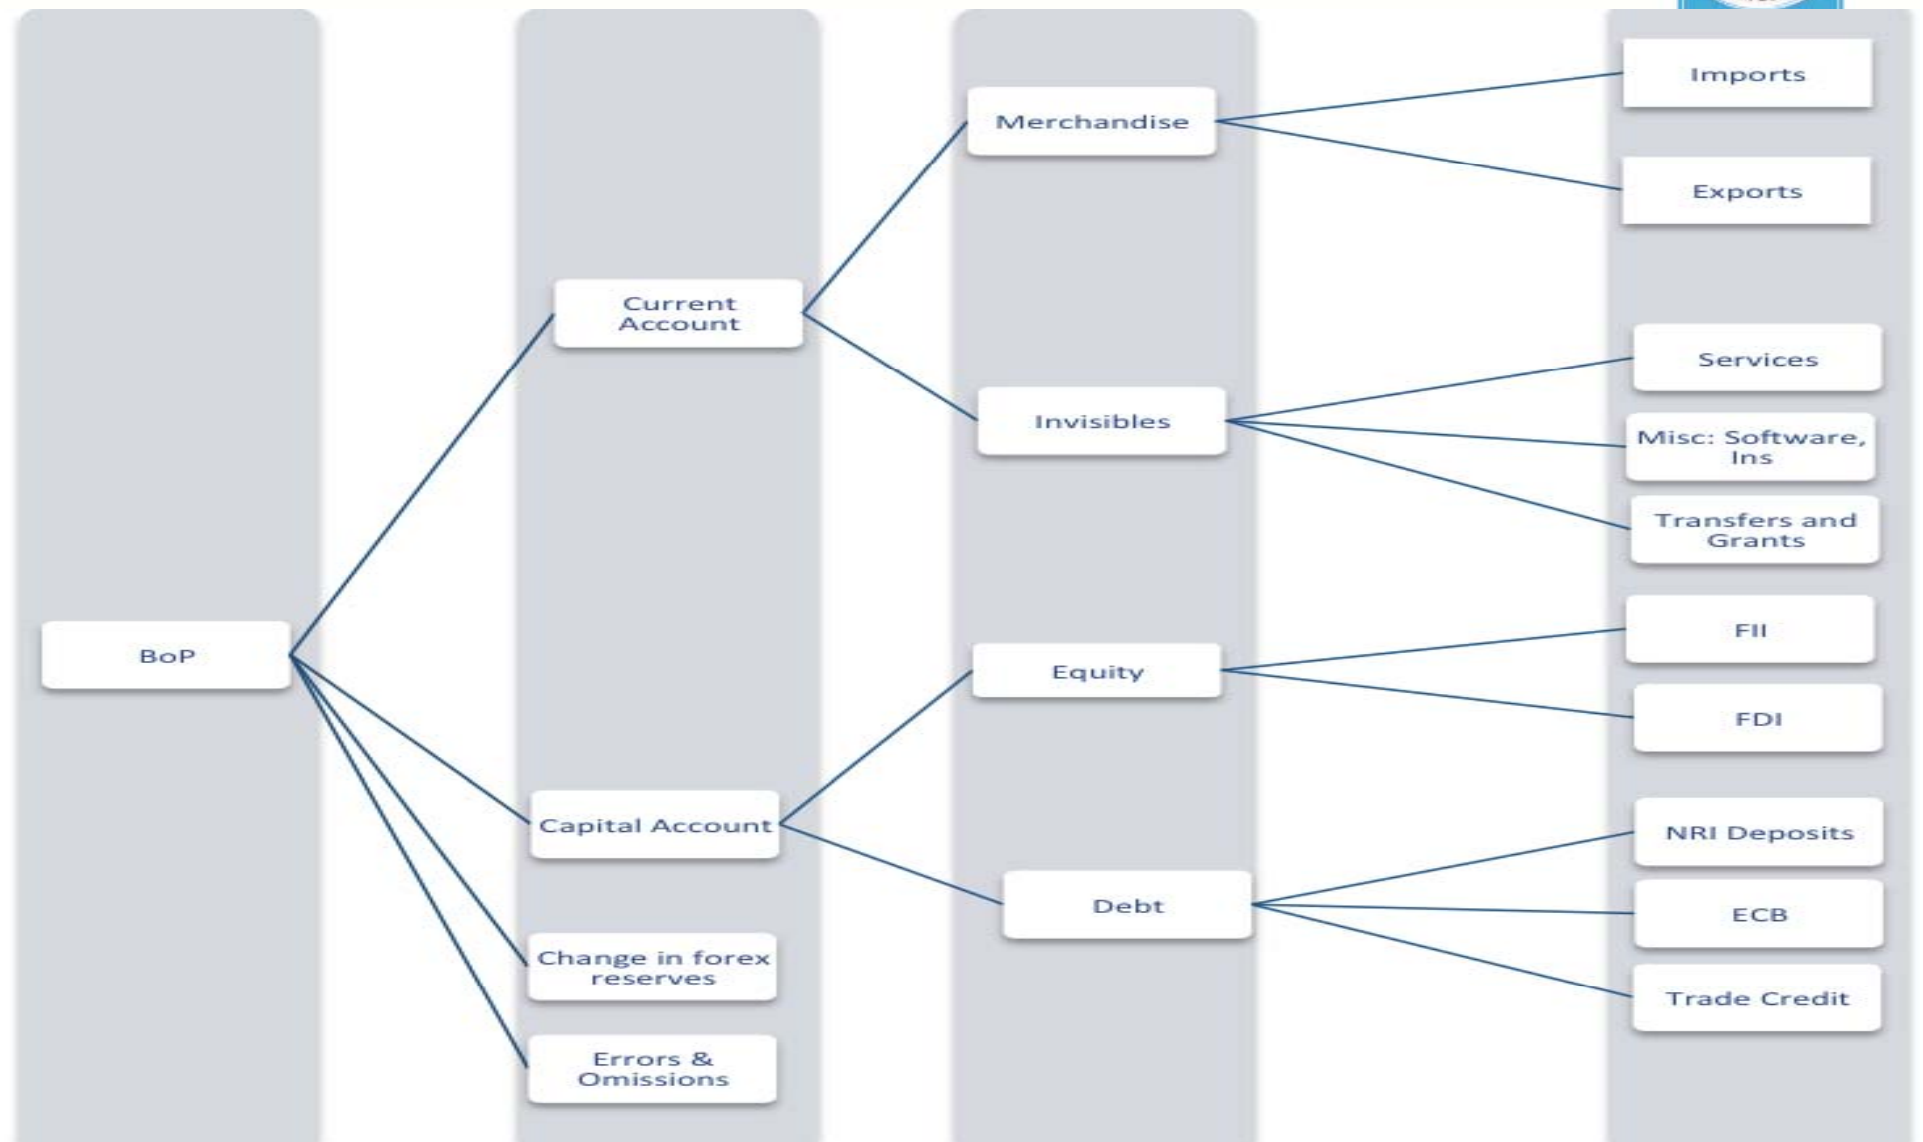 BoP
Current
Account
Capital Account
Change in forex
reserves
Errors &
Omissions
Merchandise
Invisibles
Equity
Debt
Imports
Exports
Services
Misc: Software,
Ins
Transfers and
Grants
FII
FDI
NRI Deposits
ECB
Trade Credit